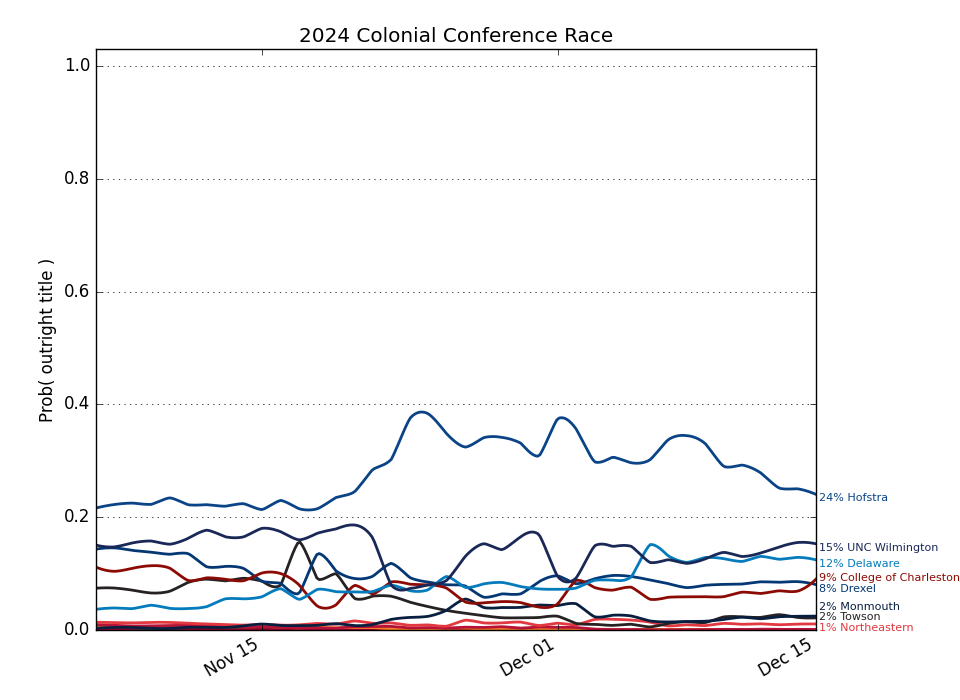 2024 Colonial Conference Race
Prob( outright title )
1.0
0.8
0.6
0.4
0.2
0.0
24% Hofstra
15% UNC Wilmington
12% Delaware
9% College of Charleston
8% Drexel
2% Monmouth
2% Towson
1% Northeastern
Nov 15
Dec 01
Dec 15